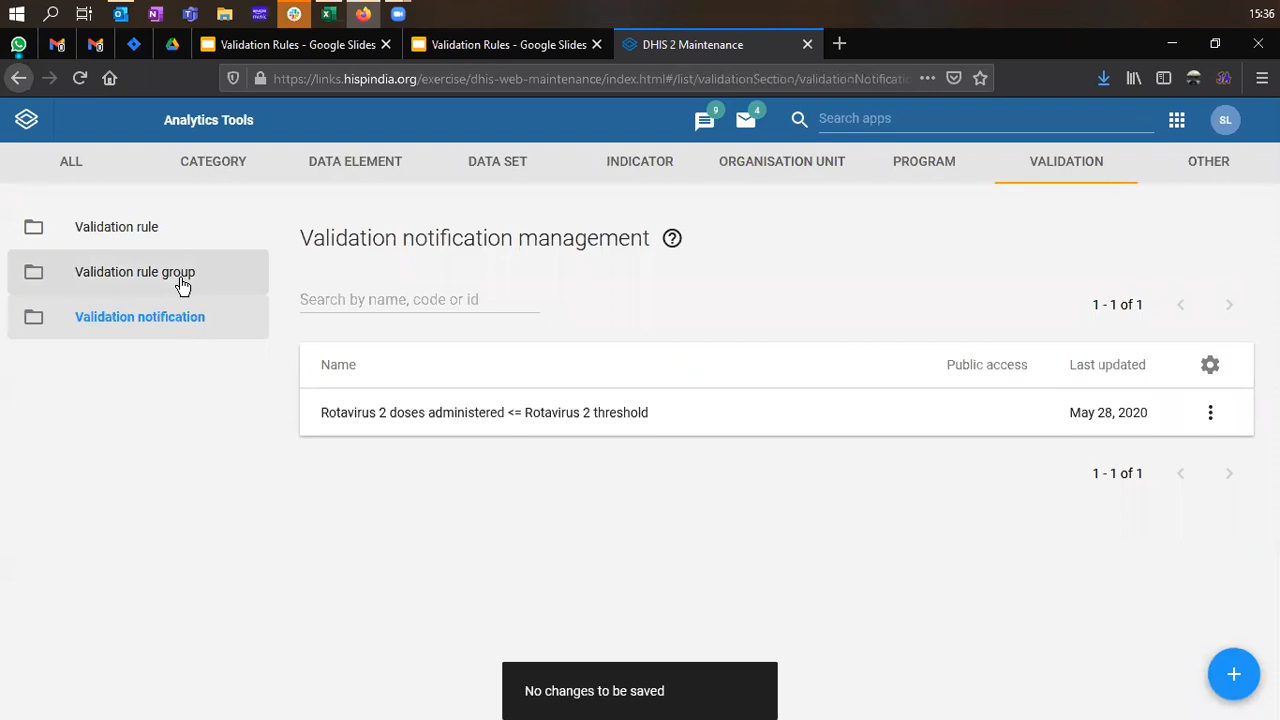 15:36
Validation Rules - Google Slides
Validation Rules - Google Slides
DHIS 2 Maintenance
https://links.hispindia.org/exercise/dhis-web-maintenance/index.html#/list/validationSection/validationNotificatio
Analytics Tools
9
4
Search apps
SL
ALL
CATEGORY
DATA ELEMENT
DATA SET
INDICATOR
ORGANISATION UNIT
PROGRAM
VALIDATION
OTHER
Validation rule
Validation rule group
Validation notification
Validation notification management
Search by name, code or id
1 - 1 of 1
Name
Public access
Last updated
Rotavirus 2 doses administered <= Rotavirus 2 threshold
May 28, 2020
1 - 1 of 1
No changes to be saved